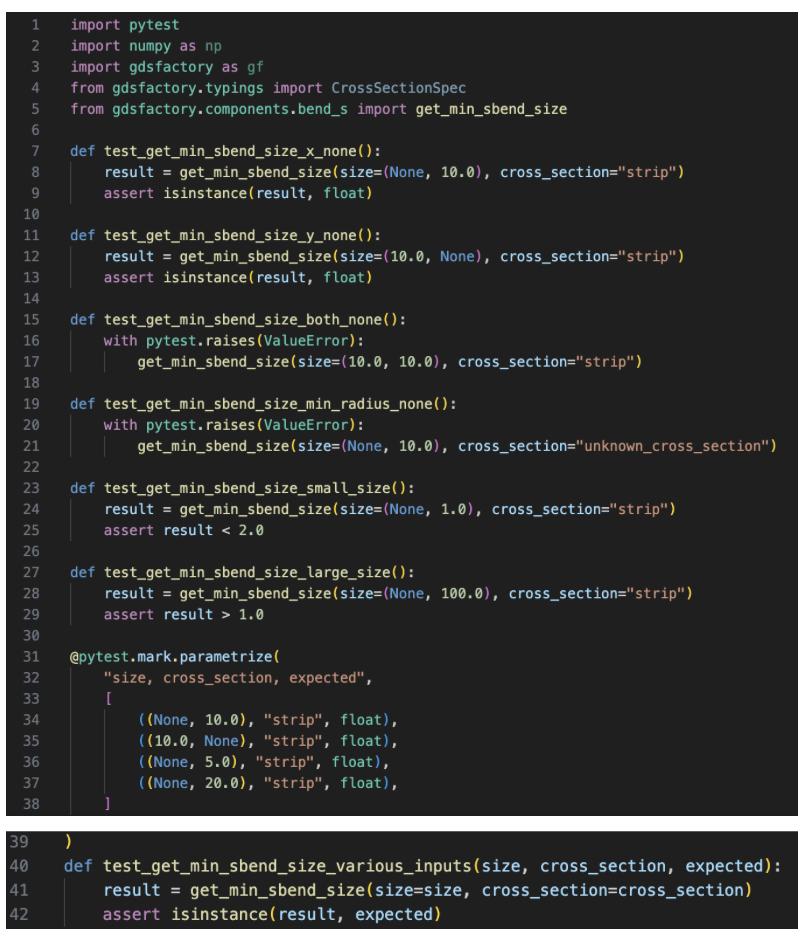 1 import pytest
2 import numpy as np
3 import gdsfactory as gf
4 from gdsfactory.typings import CrossSectionSpec
5 from gdsfactory.components.bend_s import get_min_sbend_size
6
7 def test_get_min_sbend_size_x_none():
8     result = get_min_sbend_size(size=(None, 10.0), cross_section="strip")
9     assert isinstance(result, float)
10
11 def test_get_min_sbend_size_y_none():
12     result = get_min_sbend_size(size=(10.0, None), cross_section="strip")
13     assert isinstance(result, float)
14
15 def test_get_min_sbend_size_both_none():
16     with pytest.raises(ValueError):
17         get_min_sbend_size(size=(10.0, 10.0), cross_section="strip")
18
19 def test_get_min_sbend_size_min_radius_none():
20     with pytest.raises(ValueError):
21         get_min_sbend_size(size=(None, 10.0), cross_section="unknown_cross_section")
22
23 def test_get_min_sbend_size_small_size():
24     result = get_min_sbend_size(size=(None, 1.0), cross_section="strip")
25     assert result < 2.0
26
27 def test_get_min_sbend_size_large_size():
28     result = get_min_sbend_size(size=(None, 100.0), cross_section="strip")
29     assert result > 1.0
30
31 @pytest.mark.parametrize(
32     "size, cross_section, expected",
33     [
34         ((None, 10.0), "strip", float),
35         ((10.0, None), "strip", float),
36         ((None, 5.0), "strip", float),
37         ((None, 20.0), "strip", float),
38     ]
39 )
40 def test_get_min_sbend_size_various_inputs(size, cross_section, expected):
41     result = get_min_sbend_size(size=size, cross_section=cross_section)
42     assert isinstance(result, expected)